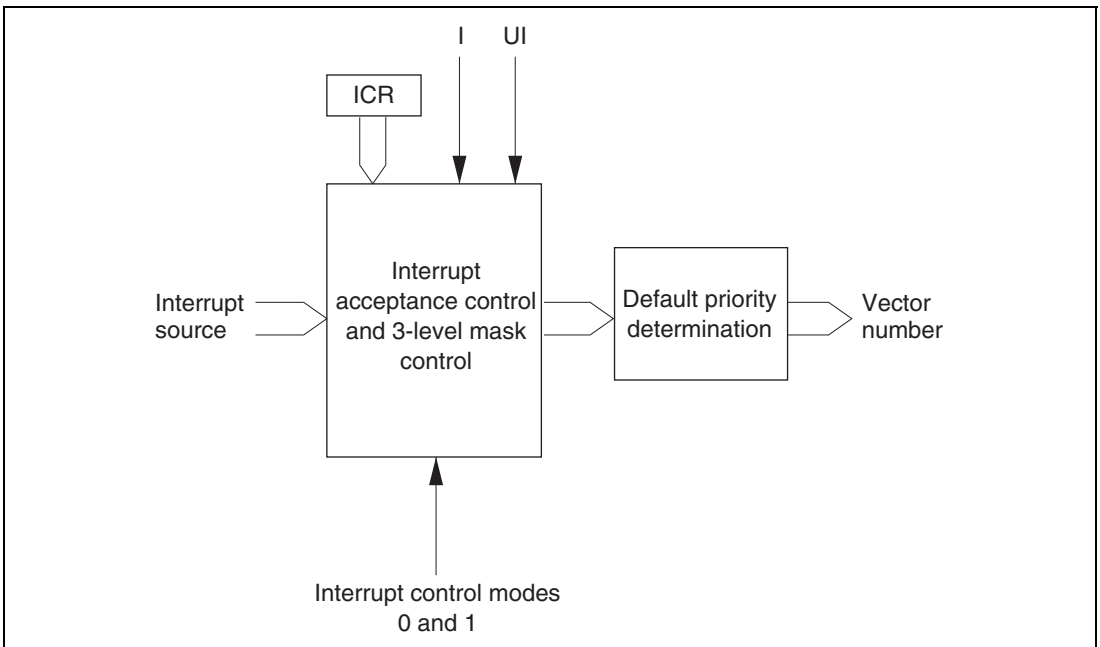 I UI
ICR
Interrupt
source
Interrupt
acceptance control
and 3-level mask
control
Default priority
determination
Vector
number
Interrupt control modes
0 and 1